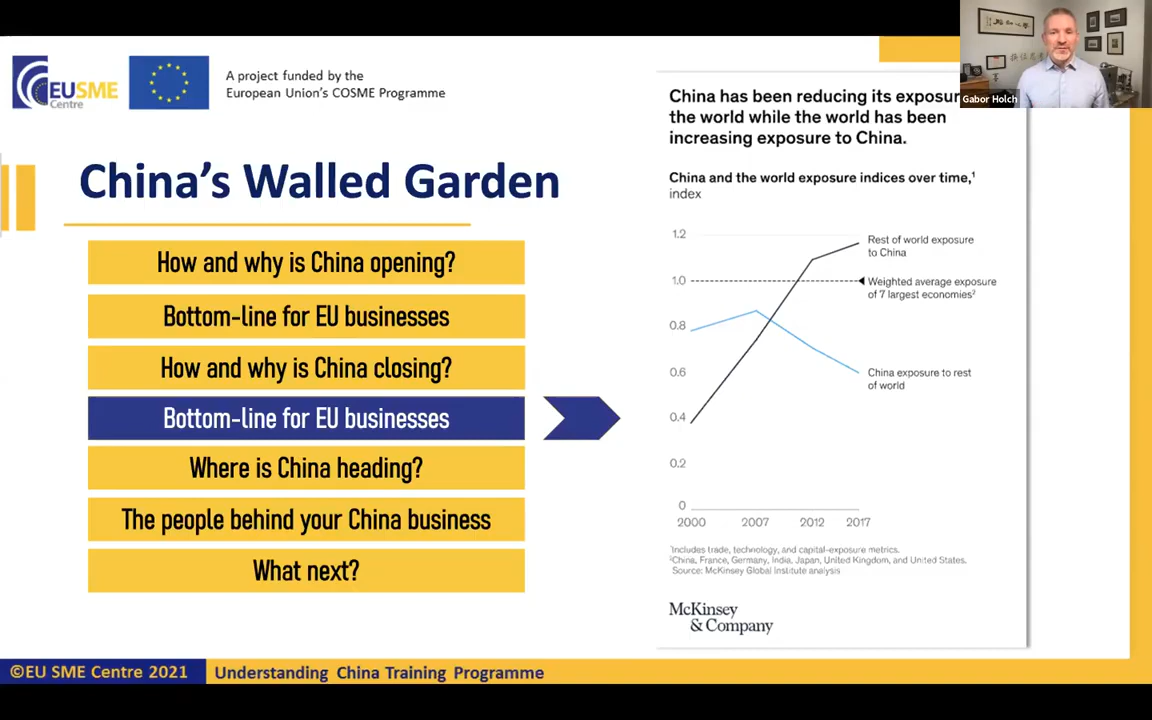 EUSME
Centre
A project funded by the
European Union's COSME Programme
Gabor Holch
China's Walled Garden
How and why is China opening?
Bottom-line for EU businesses
How and why is China closing?
Bottom-line for EU businesses
Where is China heading?
The people behind your China business
What next?
China has been reducing its
the world while the world has been
increasing exposure to China.
China and the world exposure indices over time,¹
index
1.2
1.0
0.8
0.6
0.4
0.2
0
2000 2007 2012 2017
Rest of world exposure
to China
Weighted average exposure
of 7 largest economies²
China exposure to rest
of world
¹Includes trade, technology, and capital-exposure metrics.
²China, France, Germany, India, Japan, United Kingdom, and United States.
Source: McKinsey Global Institute analysis
McKinsey
& Company
©EU SME Centre 2021
Understanding China Training Programme